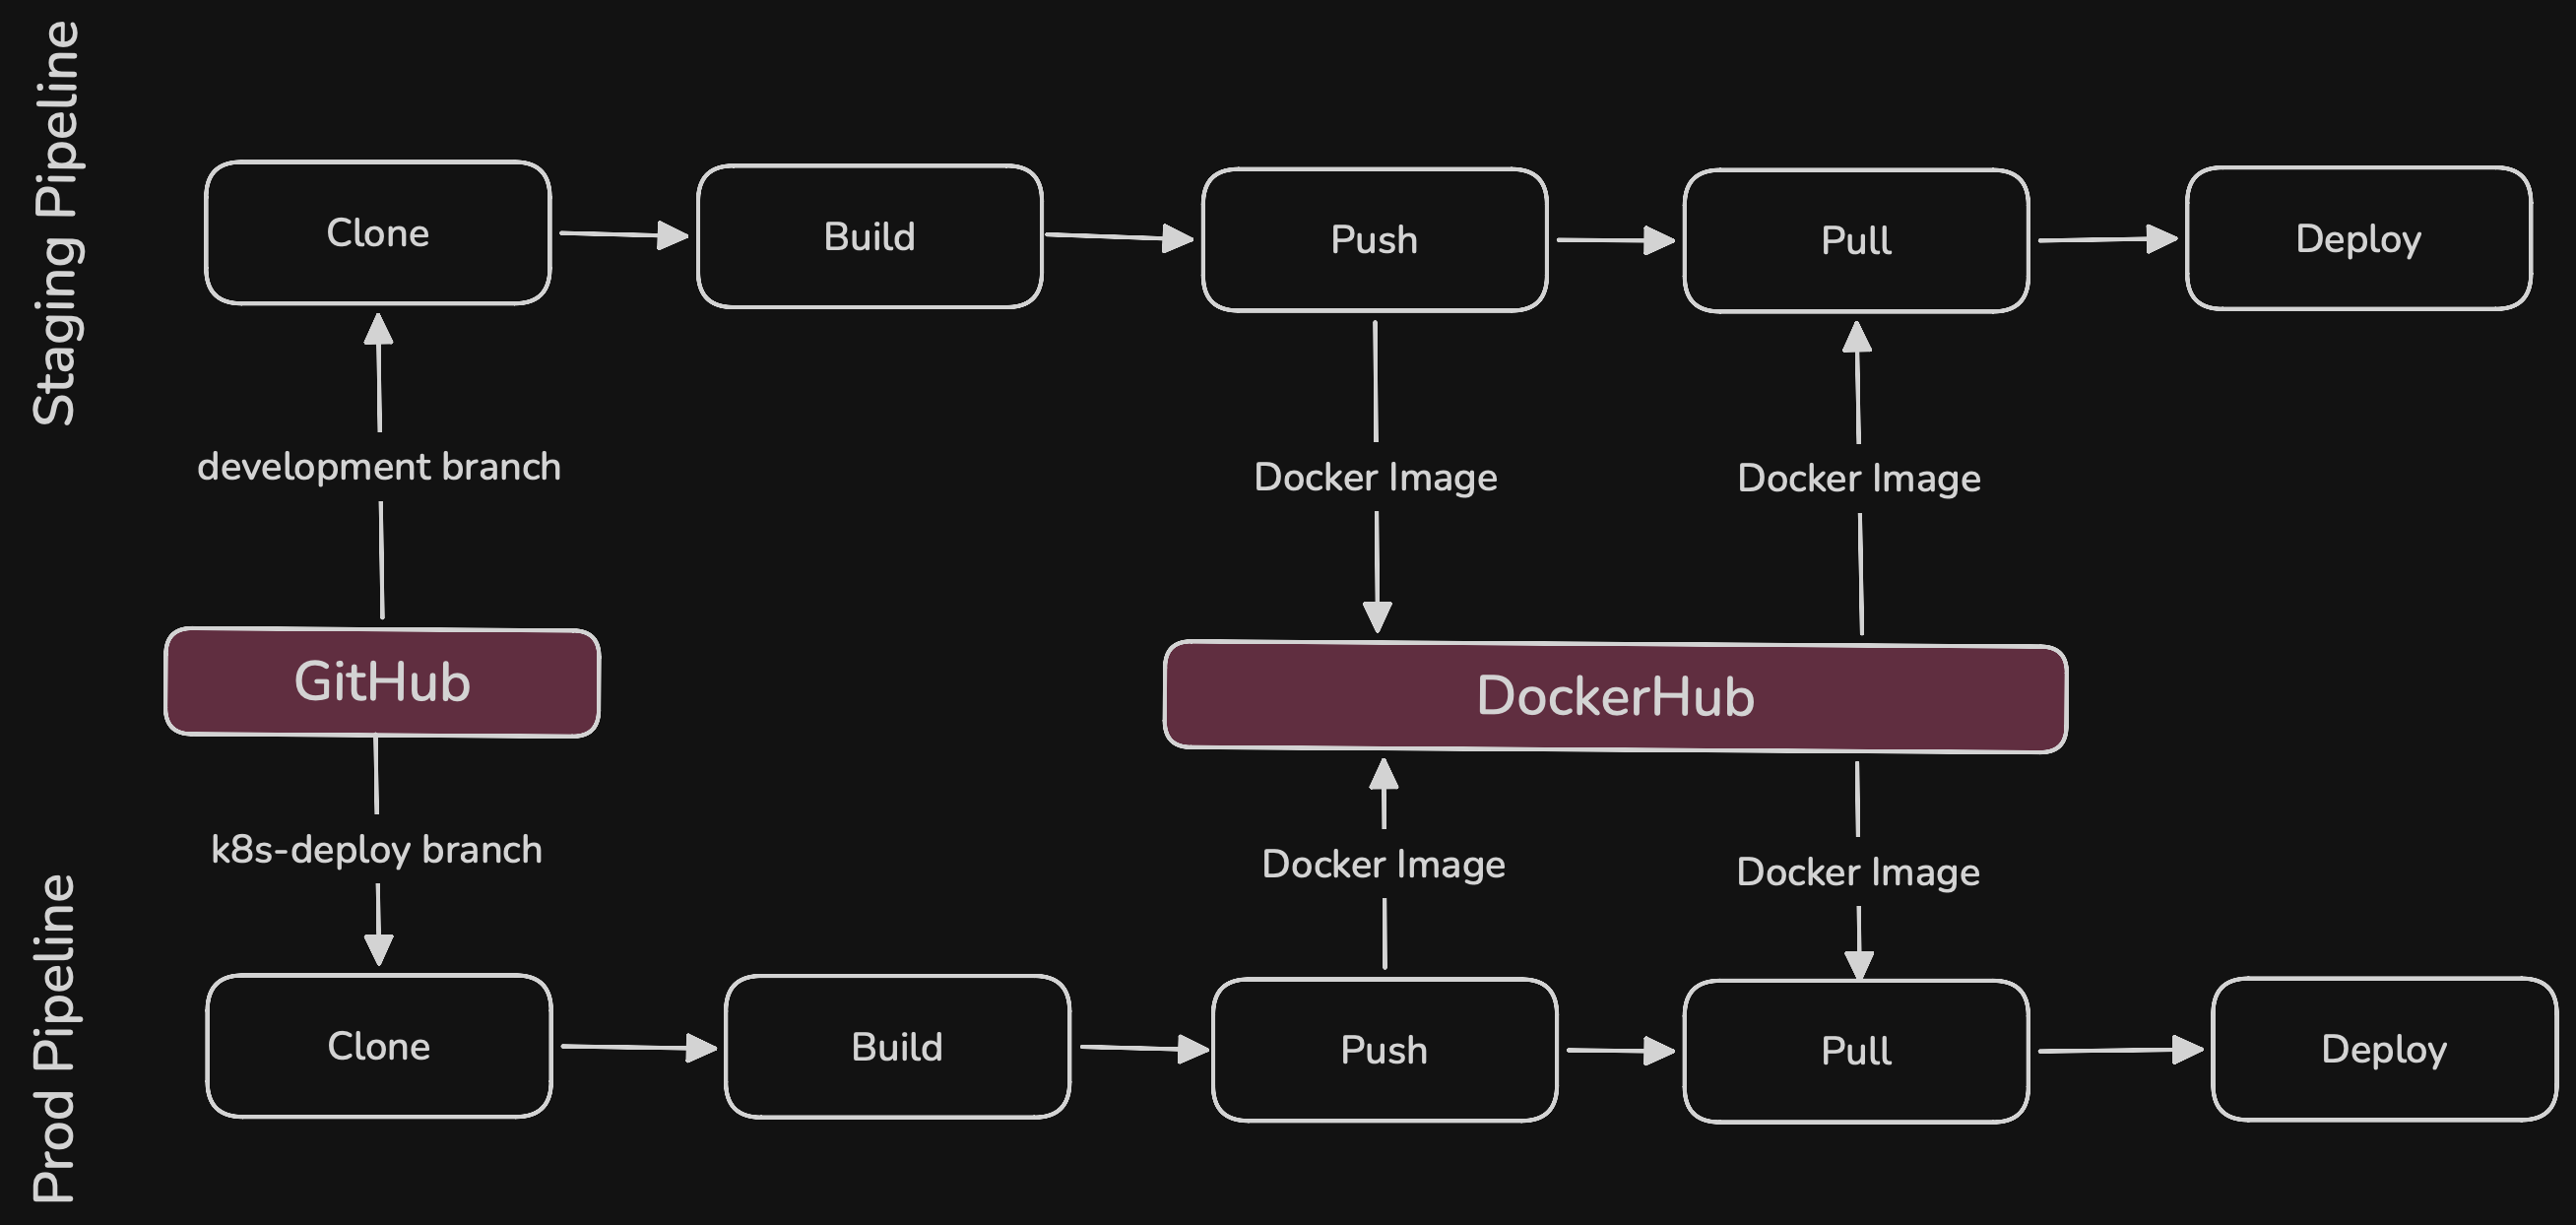 Staging Pipeline
Clone
Build
Push
Pull
Deploy
development branch
Docker Image
Docker Image
GitHub
DockerHub
k8s-deploy branch
Docker Image
Docker Image
Prod Pipeline
Clone
Build
Push
Pull
Deploy